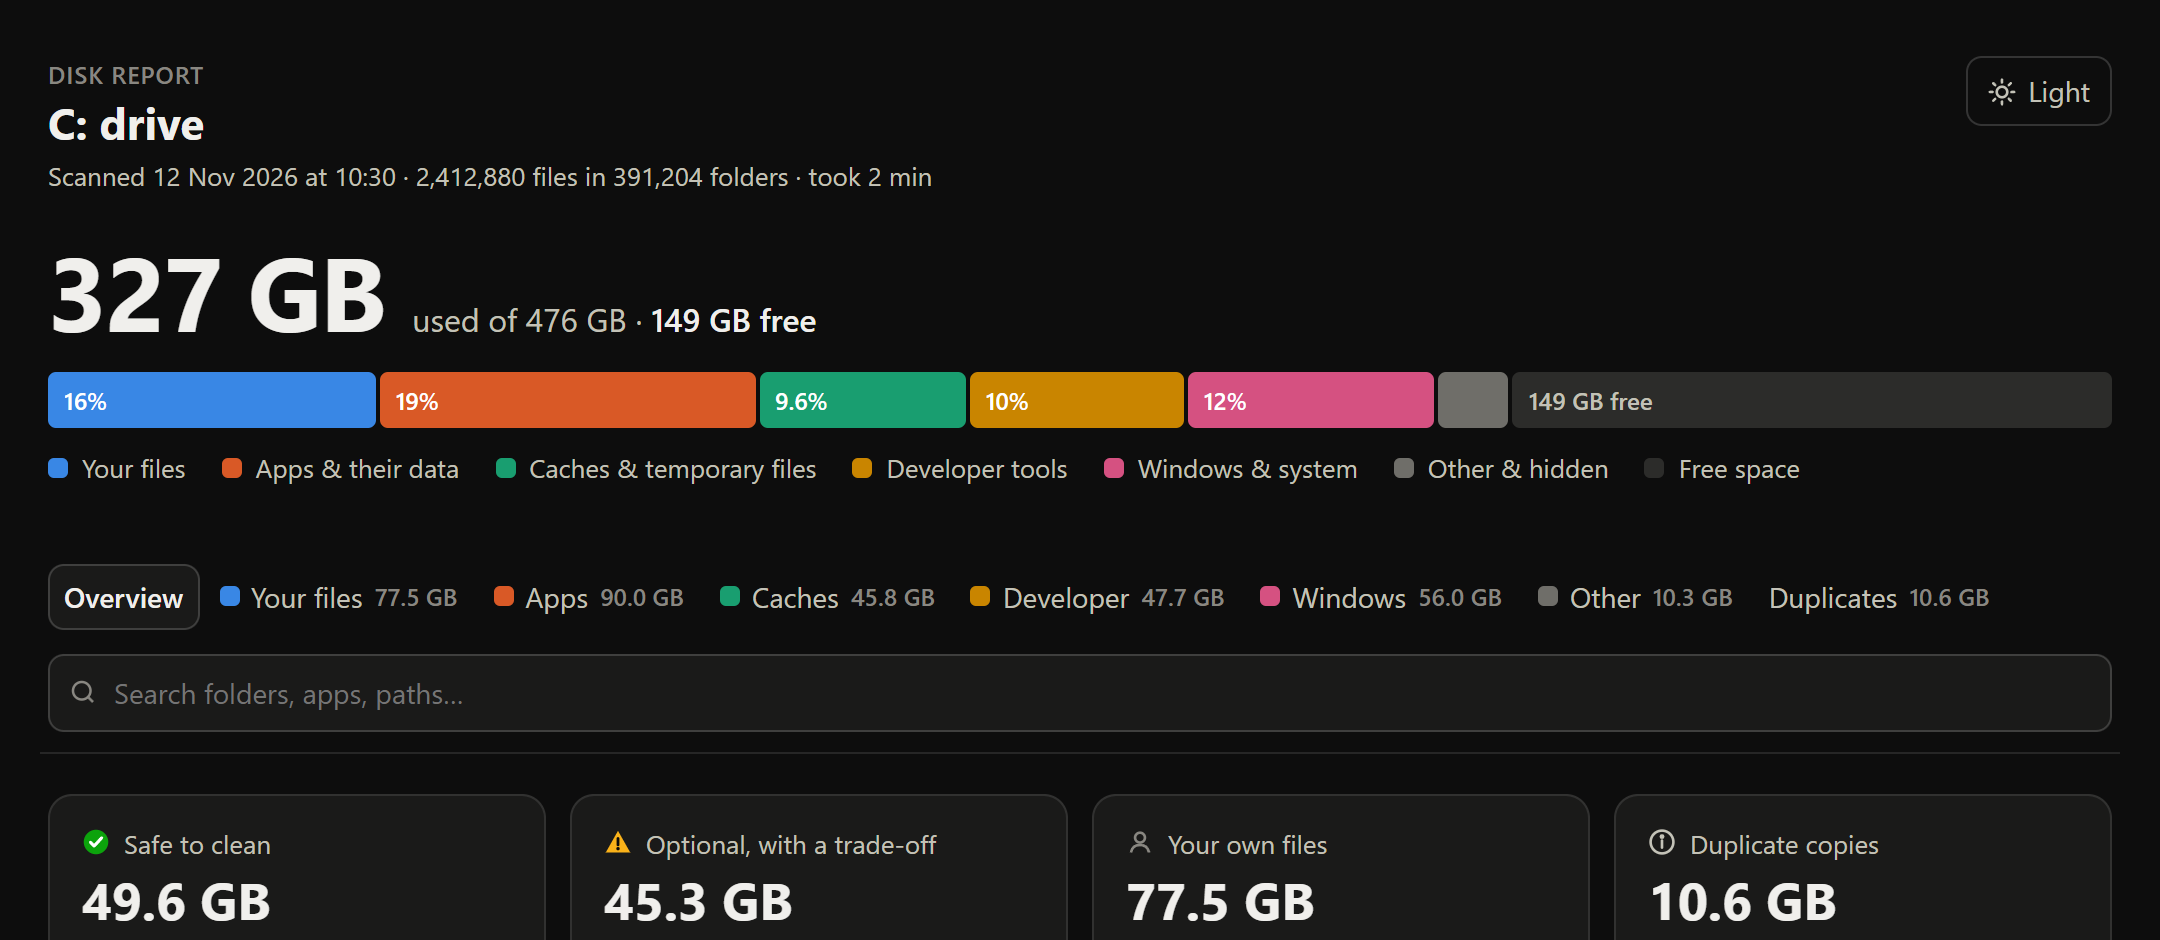 DISK REPORT
C: drive
Light
Scanned 12 Nov 2026 at 10:30 · 2,412,880 files in 391,204 folders · took 2 min
327 GB used of 476 GB · 149 GB free
16% 19% 9.6% 10% 12% 149 GB free
Your files Apps & their data Caches & temporary files Developer tools Windows & system Other & hidden Free space
Overview Your files 77.5 GB Apps 90.0 GB Caches 45.8 GB Developer 47.7 GB Windows 56.0 GB Other 10.3 GB Duplicates 10.6 GB
Search folders, apps, paths...
Safe to clean
49.6 GB
Optional, with a trade-off
45.3 GB
Your own files
77.5 GB
Duplicate copies
10.6 GB